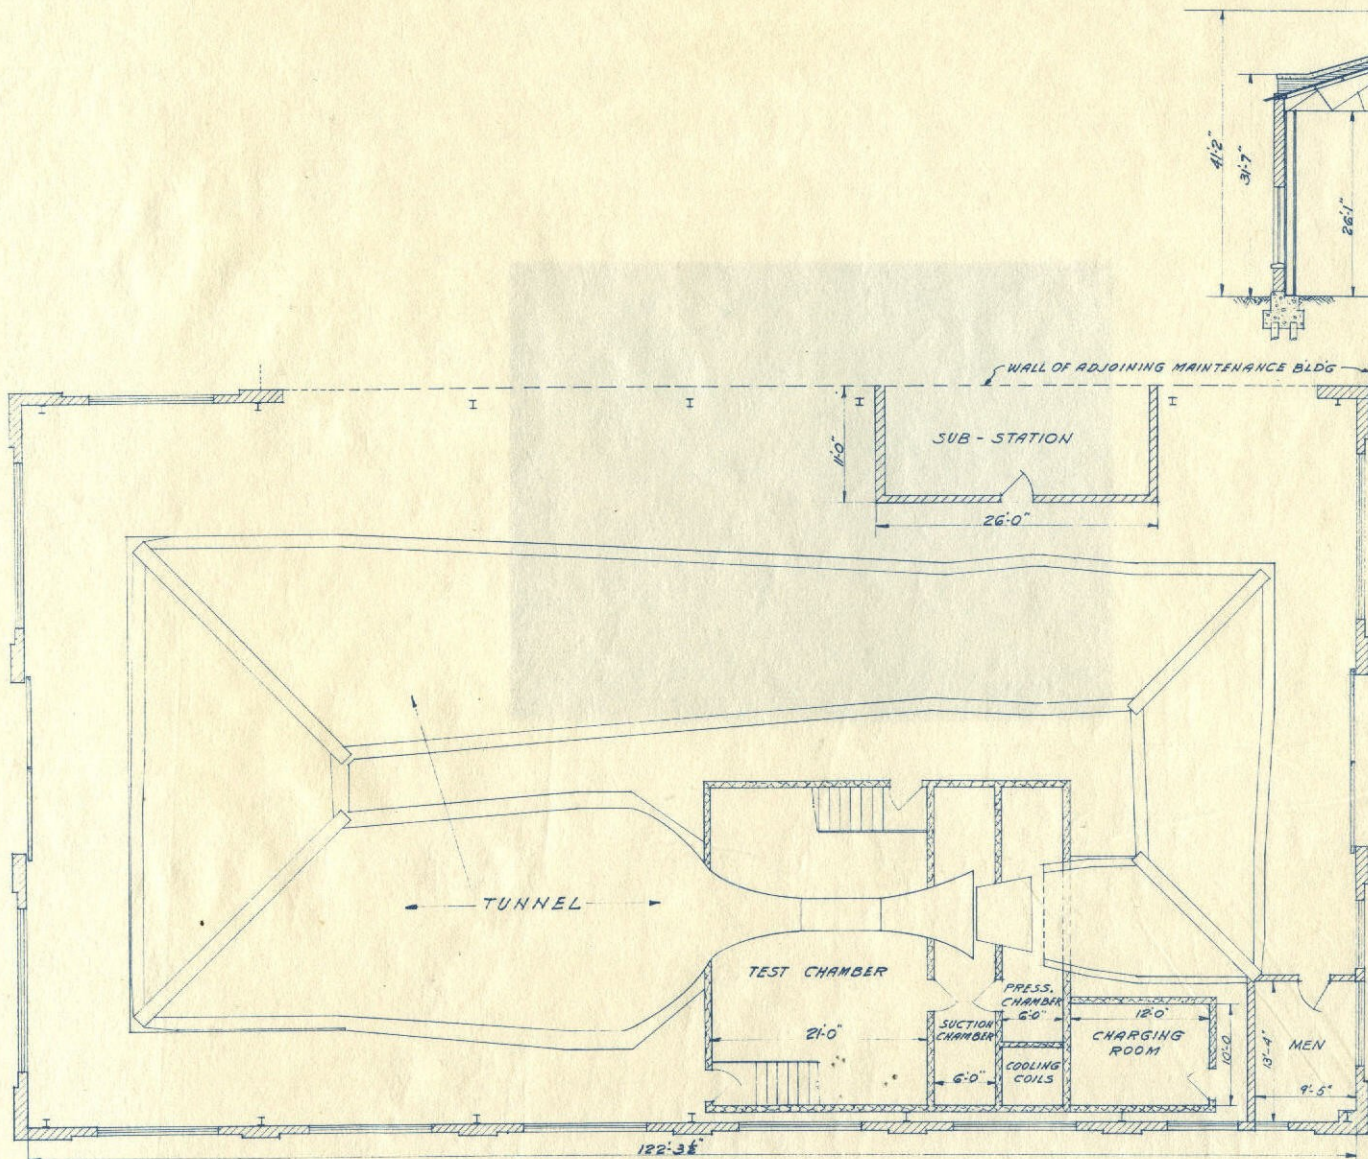 41'-2"
31'-7"
26'-1"
WALL OF ADJOINING MAINTENANCE BLD'G
SUB - STATION
11'-0"
26'-0"
TUNNEL
TEST CHAMBER
21'-0"
SUCTION
CHAMBER
6'-0"
PRESS.
CHAMBER
6'-0"
COOLING
COILS
12'-0"
CHARGING
ROOM
10'-0
13'-4"
MEN
9'-5"
122'-3½"